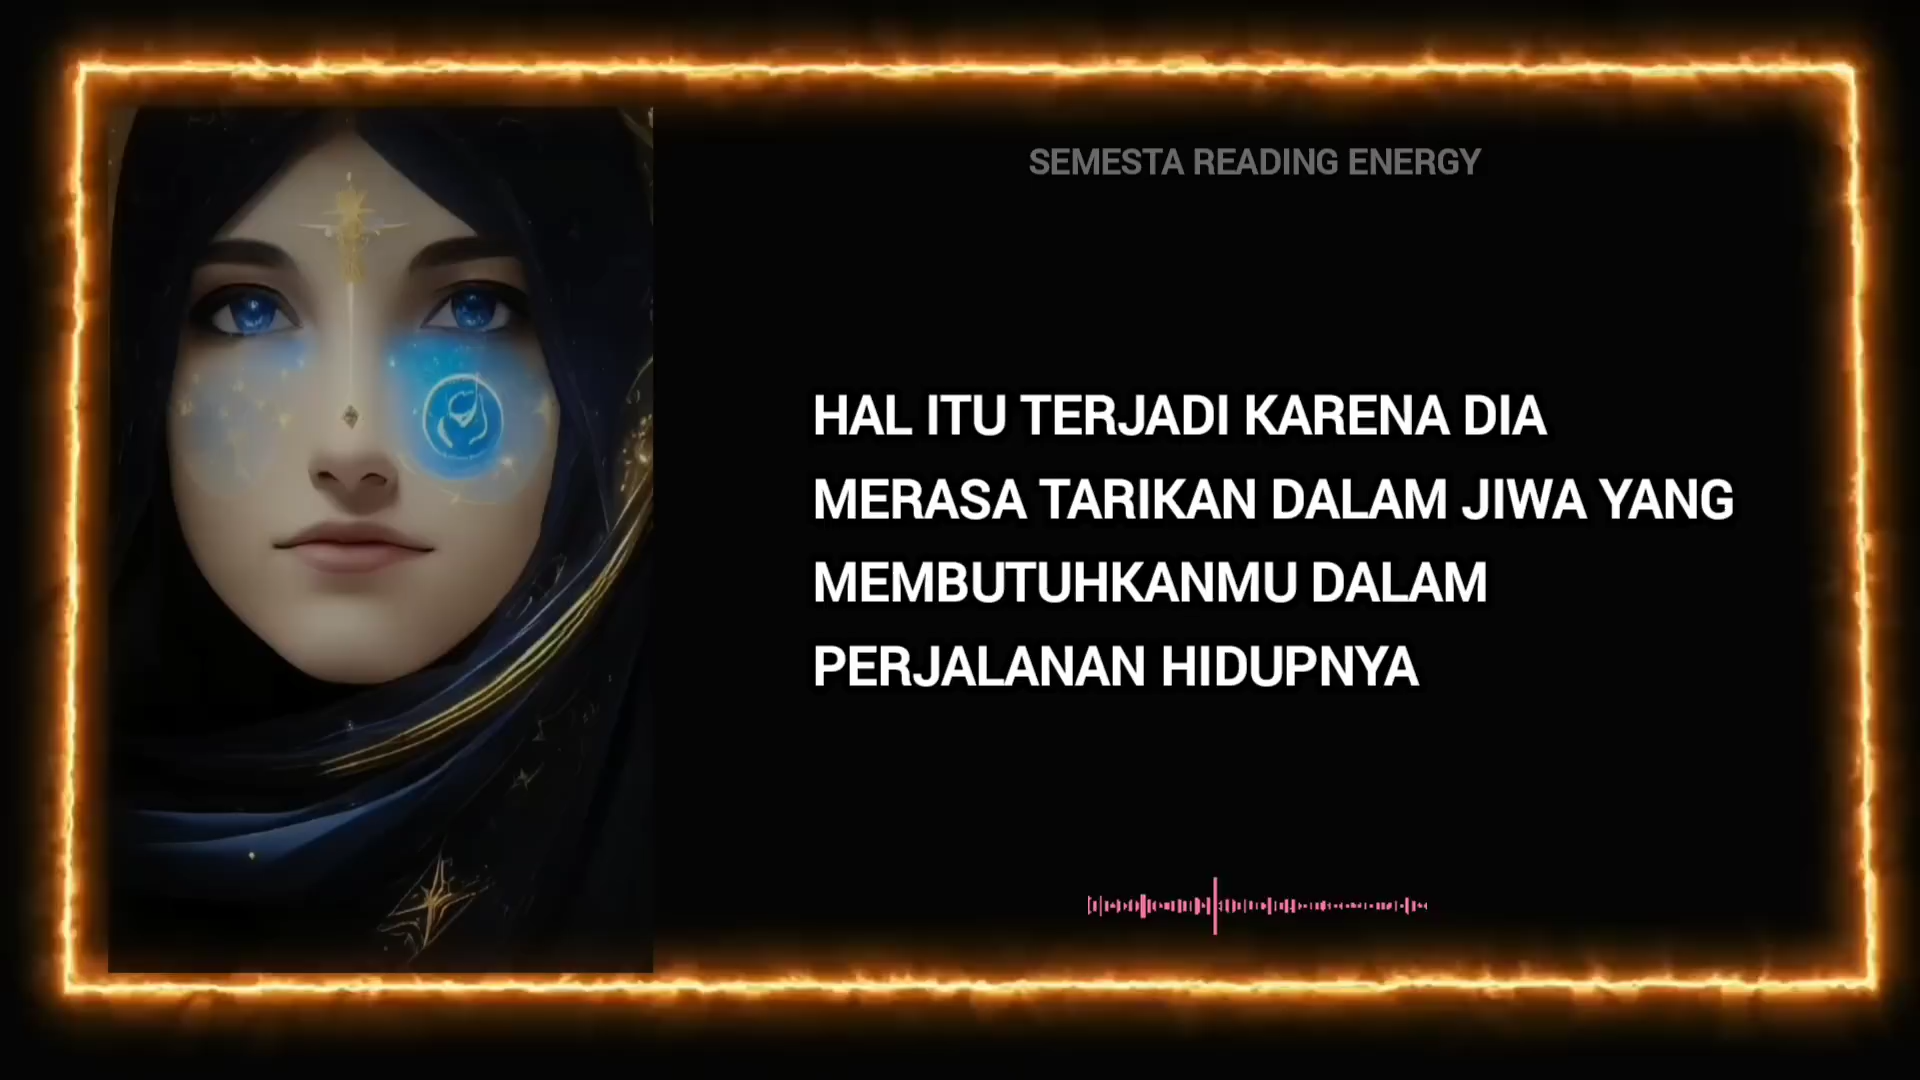 SEMESTA READING ENERGY
HAL ITU TERJADI KARENA DIA
MERASA TARIKAN DALAM JIWA YANG
MEMBUTUHKANMU DALAM
PERJALANAN HIDUPNYA